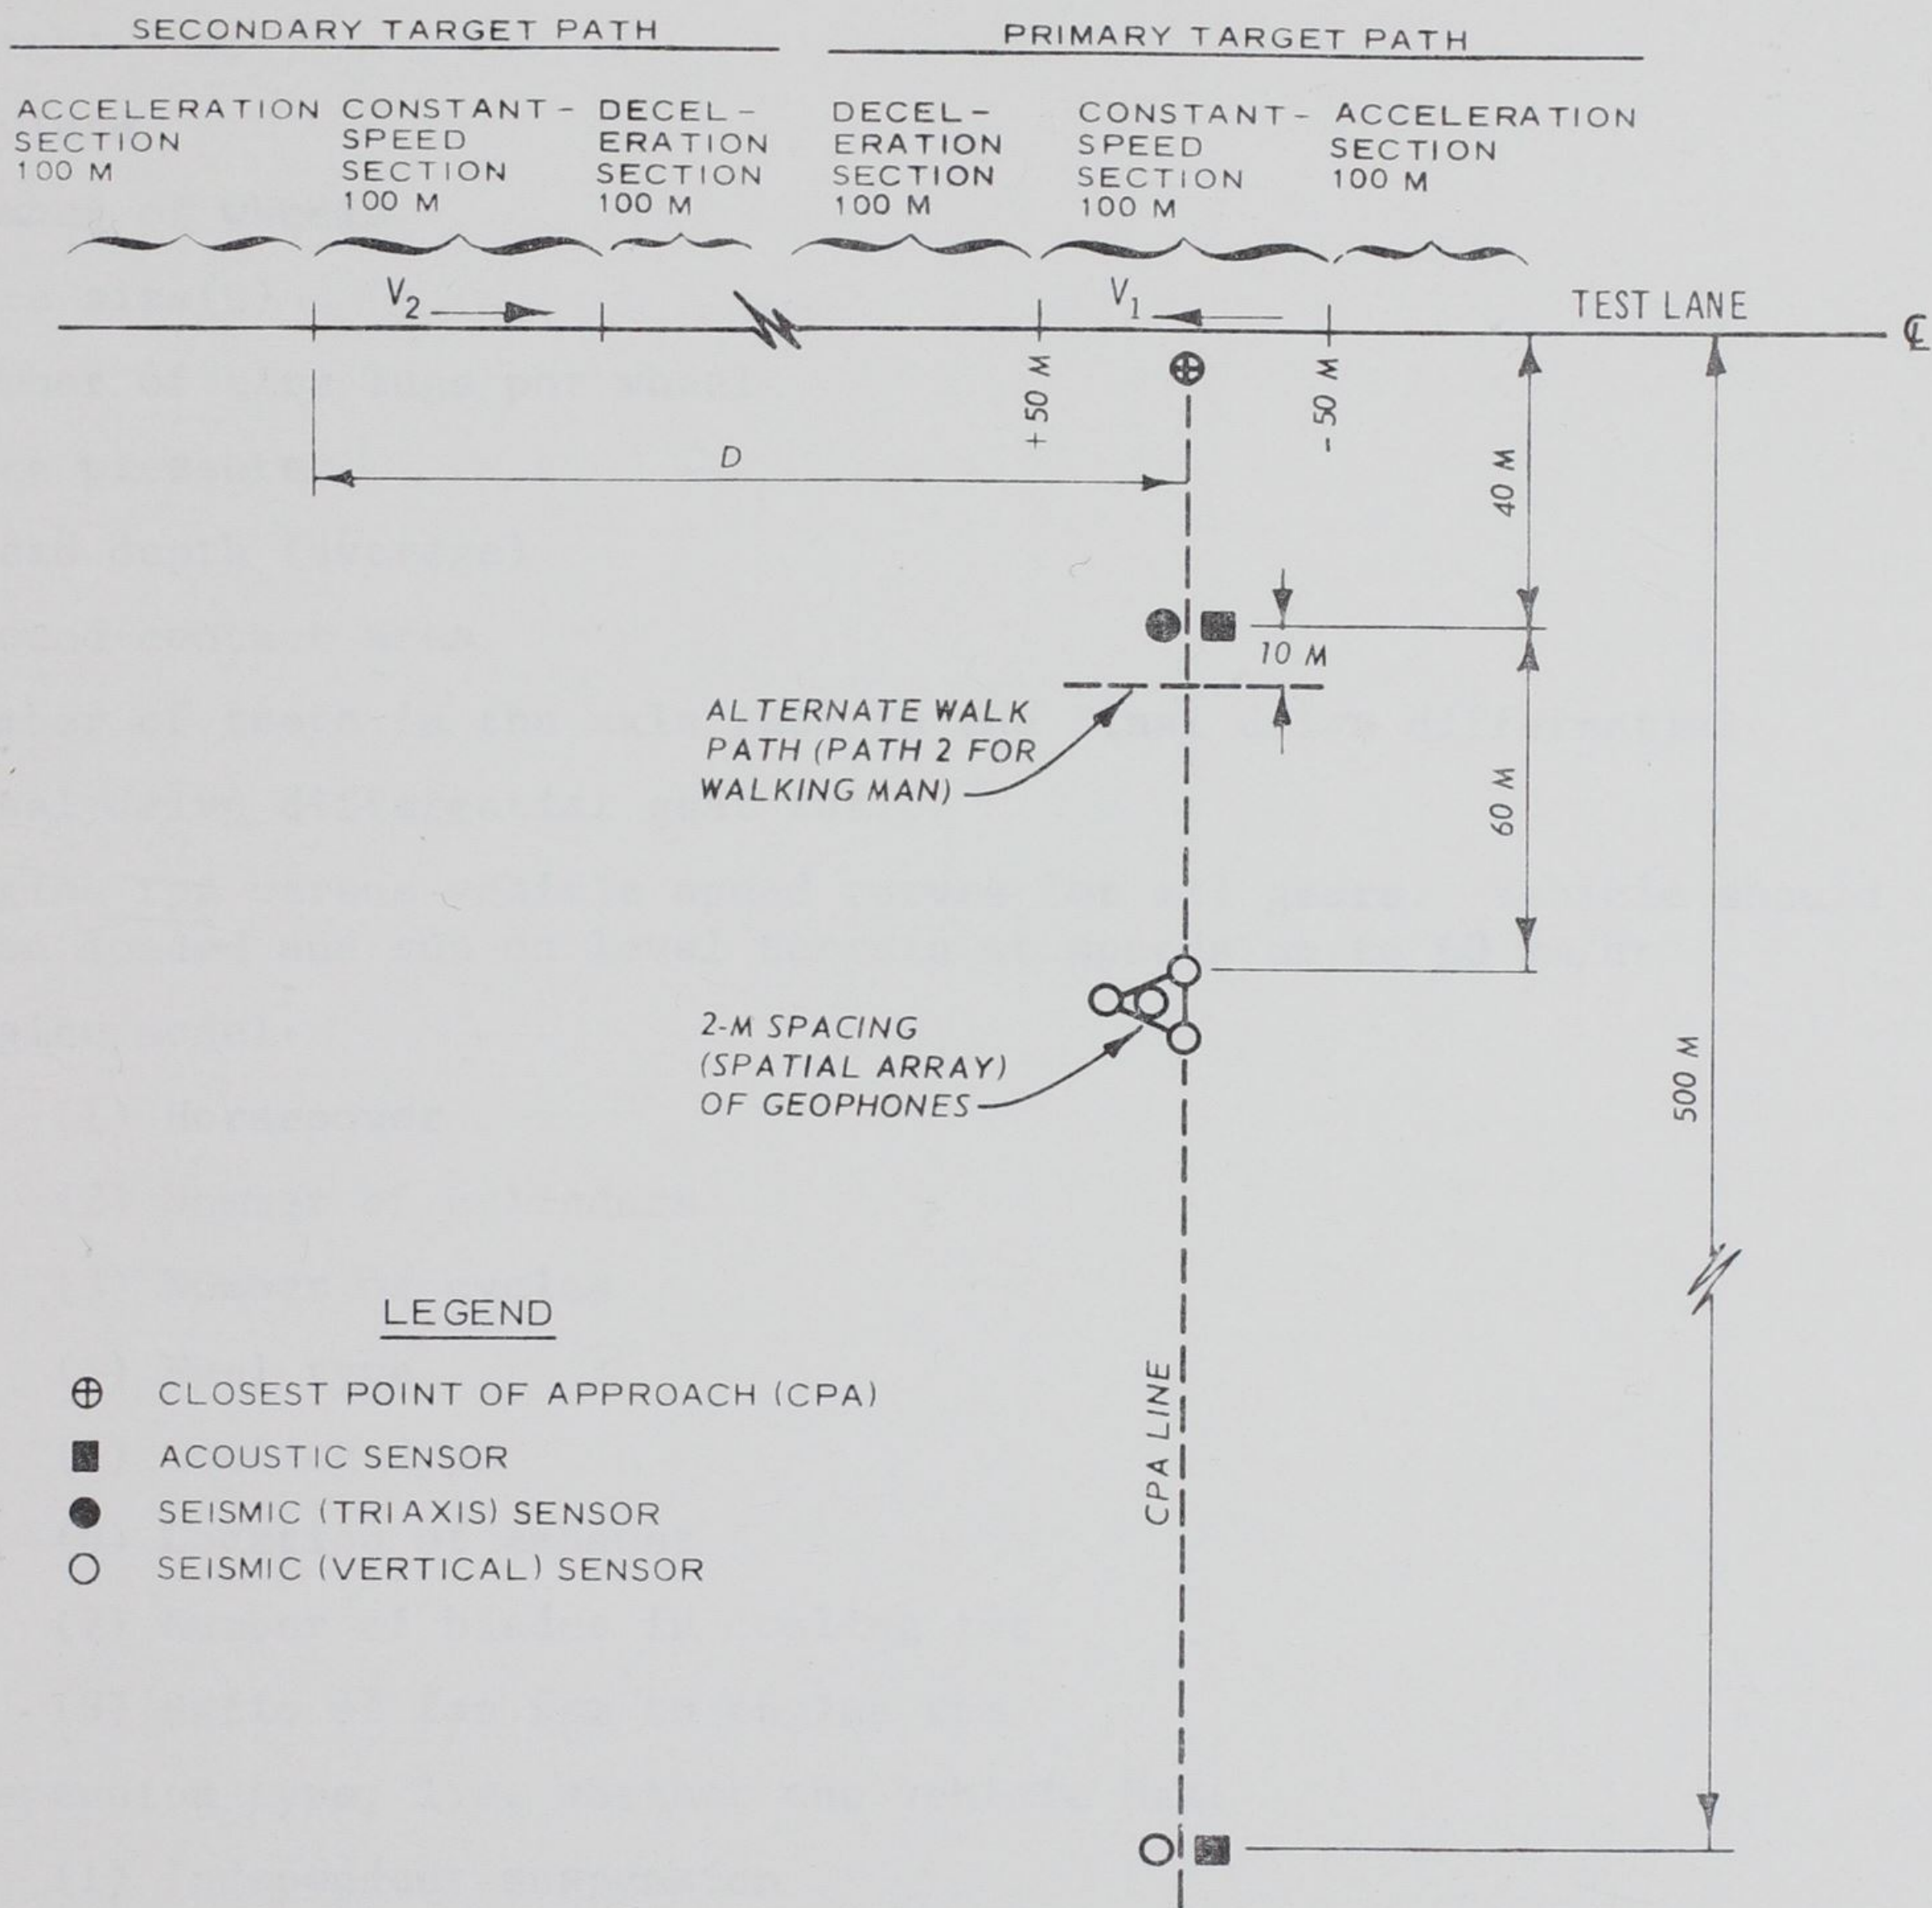 SECONDARY TARGET PATH
PRIMARY TARGET PATH
ACCELERATION
SECTION
100 M
CONSTANT-
SPEED
SECTION
100 M
DECEL-
ERATION
SECTION
100 M
DECEL-
ERATION
SECTION
100 M
CONSTANT-
SPEED
SECTION
100 M
ACCELERATION
SECTION
100 M
V2
V1
TEST LANE
℄
+ 50 M
- 50 M
D
40 M
10 M
ALTERNATE WALK
PATH (PATH 2 FOR
WALKING MAN)
60 M
2-M SPACING
(SPATIAL ARRAY)
OF GEOPHONES
500 M
CPA LINE
LEGEND
CLOSEST POINT OF APPROACH (CPA)
ACOUSTIC SENSOR
SEISMIC (TRIAXIS) SENSOR
SEISMIC (VERTICAL) SENSOR